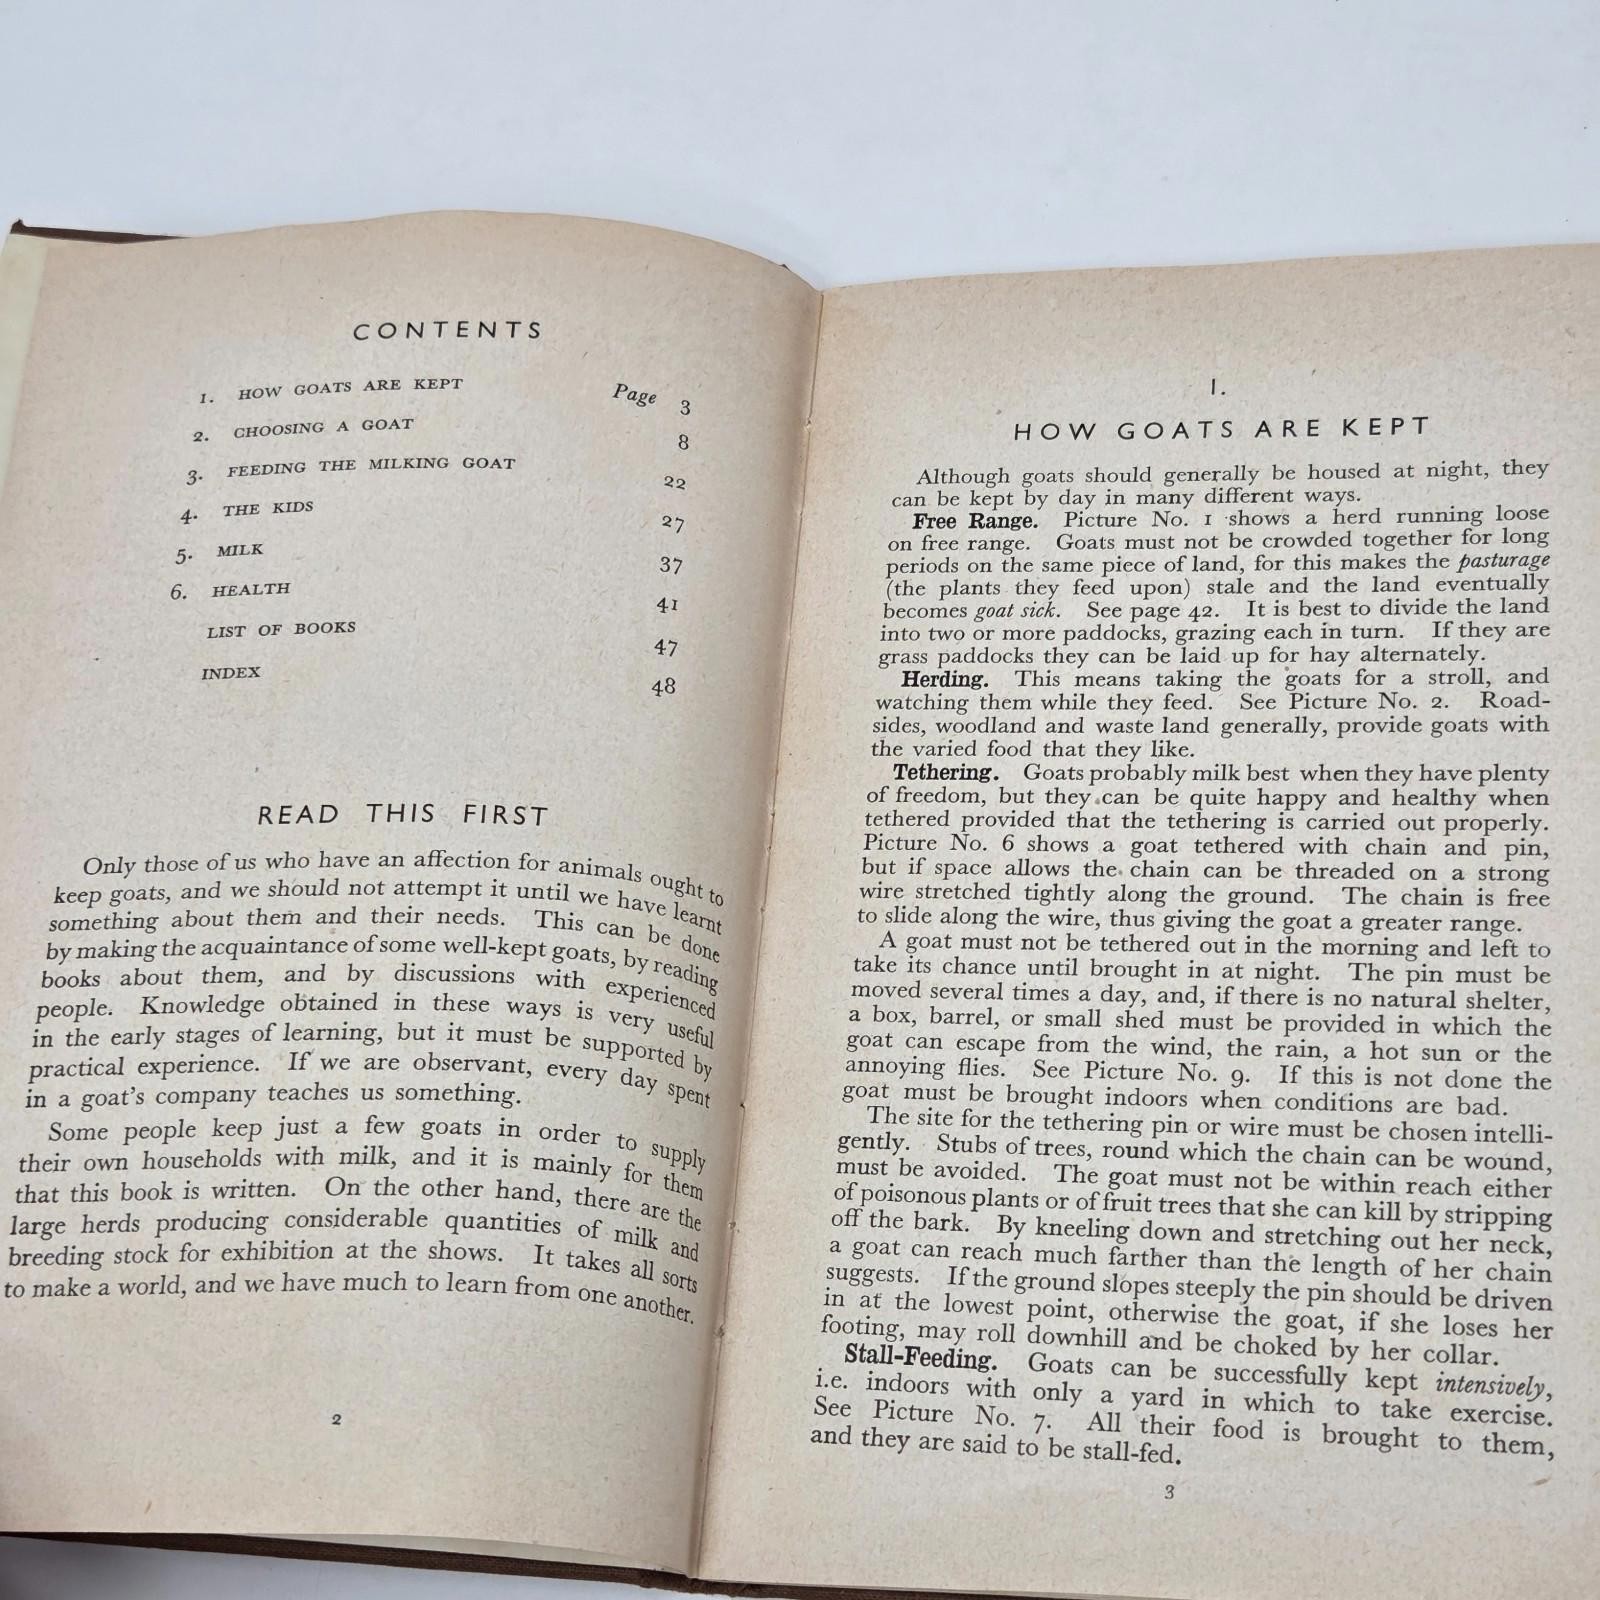 CONTENTS
1. HOW GOATS ARE KEPT Page 3
2. CHOOSING A GOAT 8
3. FEEDING THE MILKING GOAT 22
4. THE KIDS 27
5. MILK 37
6. HEALTH 41
LIST OF BOOKS 47
INDEX 48
READ THIS FIRST
Only those of us who have an affection for animals ought to
keep goats, and we should not attempt it until we have learnt
something about them and their needs. This can be done
by making the acquaintance of some well-kept goats, by reading
books about them, and by discussions with experienced
people. Knowledge obtained in these ways is very useful
in the early stages of learning, but it must be supported by
practical experience. If we are observant, every day spent
in a goat's company teaches us something.
Some people keep just a few goats in order to supply
their own households with milk, and it is mainly for them
that this book is written. On the other hand, there are the
large herds producing considerable quantities of milk and
breeding stock for exhibition at the shows. It takes all sorts
to make a world, and we have much to learn from one another.
2
I.
HOW GOATS ARE KEPT
Although goats should generally be housed at night, they
can be kept by day in many different ways.
Free Range. Picture No. 1 shows a herd running loose
on free range. Goats must not be crowded together for long
periods on the same piece of land, for this makes the pasturage
(the plants they feed upon) stale and the land eventually
becomes goat sick. See page 42. It is best to divide the land
into two or more paddocks, grazing each in turn. If they are
grass paddocks they can be laid up for hay alternately.
Herding. This means taking the goats for a stroll, and
watching them while they feed. See Picture No. 2. Road-
sides, woodland and waste land generally, provide goats with
the varied food that they like.
Tethering. Goats probably milk best when they have plenty
of freedom, but they can be quite happy and healthy when
tethered provided that the tethering is carried out properly.
Picture No. 6 shows a goat tethered with chain and pin,
but if space allows the chain can be threaded on a strong
wire stretched tightly along the ground. The chain is free
to slide along the wire, thus giving the goat a greater range.
A goat must not be tethered out in the morning and left to
take its chance until brought in at night. The pin must be
moved several times a day, and, if there is no natural shelter,
a box, barrel, or small shed must be provided in which the
goat can escape from the wind, the rain, a hot sun or the
annoying flies. See Picture No. 9. If this is not done the
goat must be brought indoors when conditions are bad.
The site for the tethering pin or wire must be chosen intelli-
gently. Stubs of trees, round which the chain can be wound,
must be avoided. The goat must not be within reach either
of poisonous plants or of fruit trees that she can kill by stripping
off the bark. By kneeling down and stretching out her neck,
a goat can reach much farther than the length of her chain
suggests. If the ground slopes steeply the pin should be driven
in at the lowest point, otherwise the goat, if she loses her
footing, may roll downhill and be choked by her collar.
Stall-Feeding. Goats can be successfully kept intensively,
i.e. indoors with only a yard in which to take exercise.
See Picture No. 7. All their food is brought to them,
and they are said to be stall-fed.
3